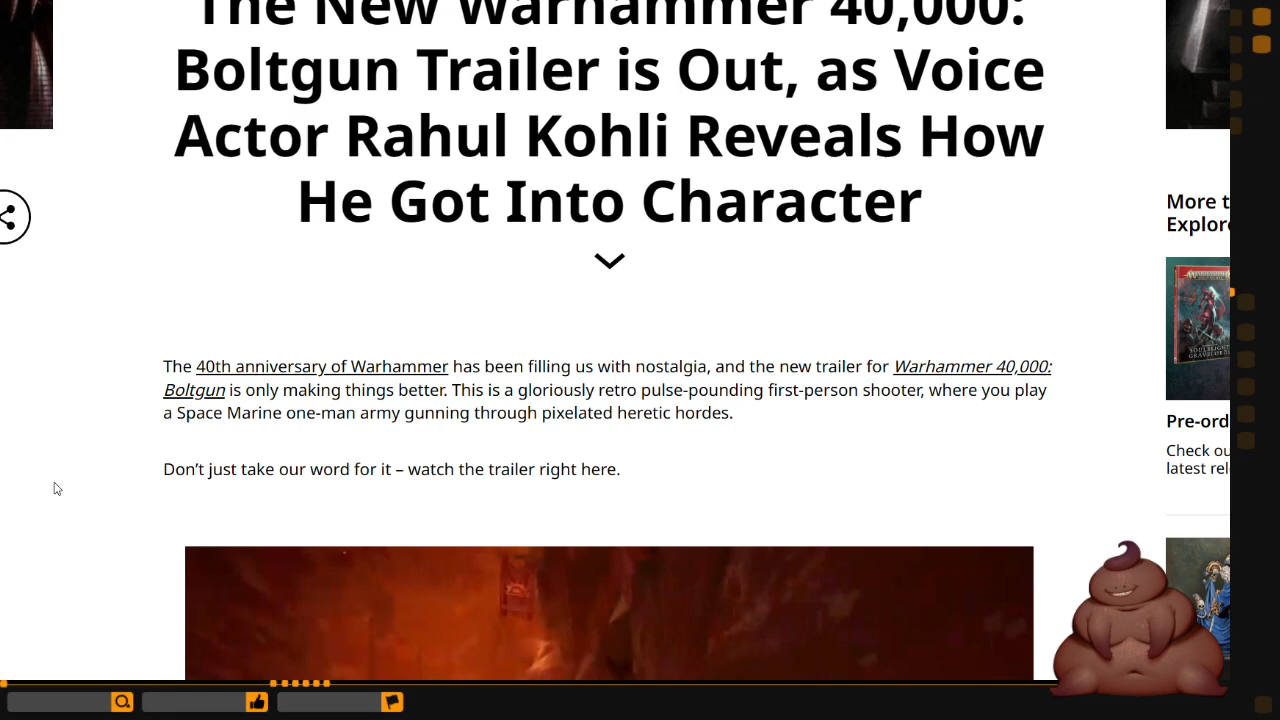 The New Warhammer 40,000:
Boltgun Trailer is Out, as Voice
Actor Rahul Kohli Reveals How
He Got Into Character
The 40th anniversary of Warhammer has been filling us with nostalgia, and the new trailer for Warhammer 40,000:
Boltgun is only making things better. This is a gloriously retro pulse-pounding first-person shooter, where you play
a Space Marine one-man army gunning through pixelated heretic hordes.
Don't just take our word for it – watch the trailer right here.
More t
Explor
Pre-ord
Check ou
latest rel